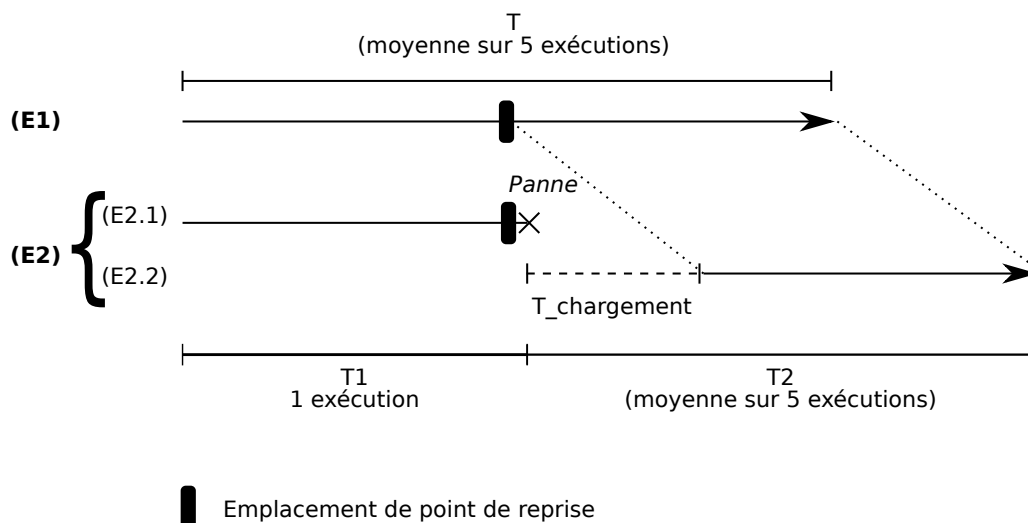 T
(moyenne sur 5 exécutions)
(E1)
Panne
(E2.1)
(E2)
(E2.2)
T_chargement
T1
1 exécution
T2
(moyenne sur 5 exécutions)
Emplacement de point de reprise